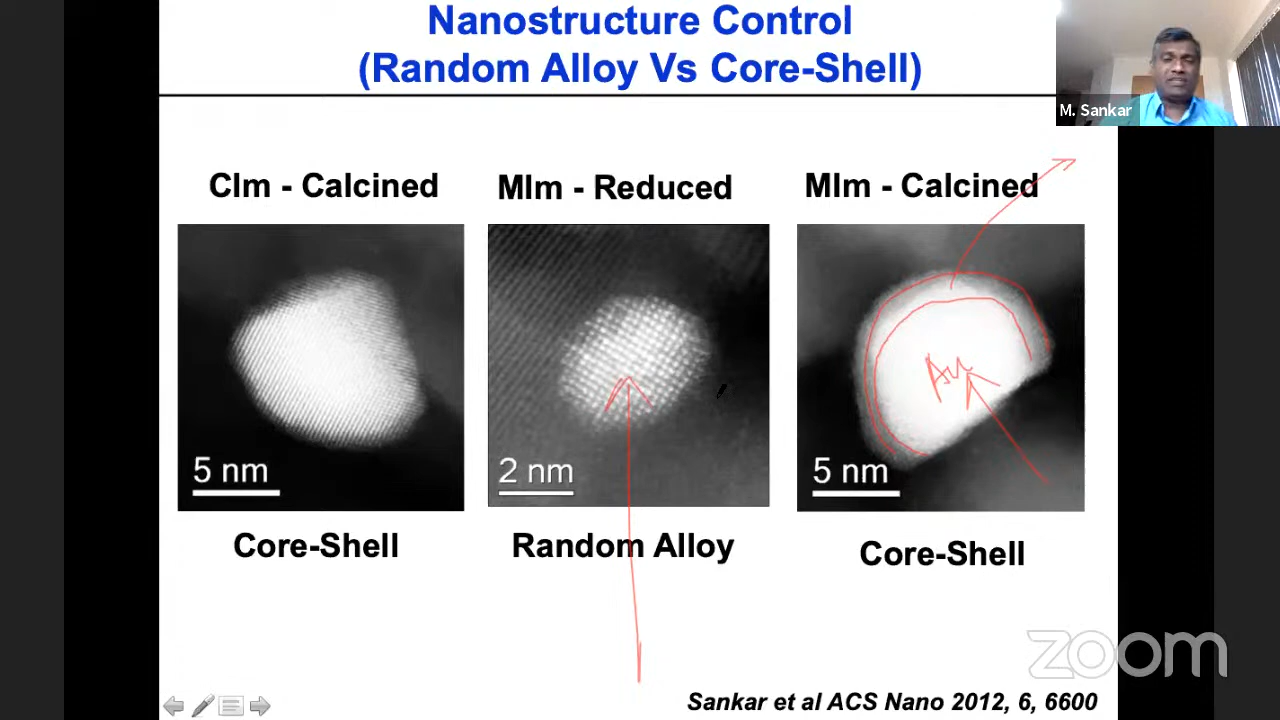 Nanostructure Control
(Random Alloy Vs Core-Shell)
M. Sankar
CIm - Calcined
MIm - Reduced
MIm - Calcined
Au
5 nm
2 nm
5 nm
Core-Shell
Random Alloy
Core-Shell
zoom
Sankar et al ACS Nano 2012, 6, 6600